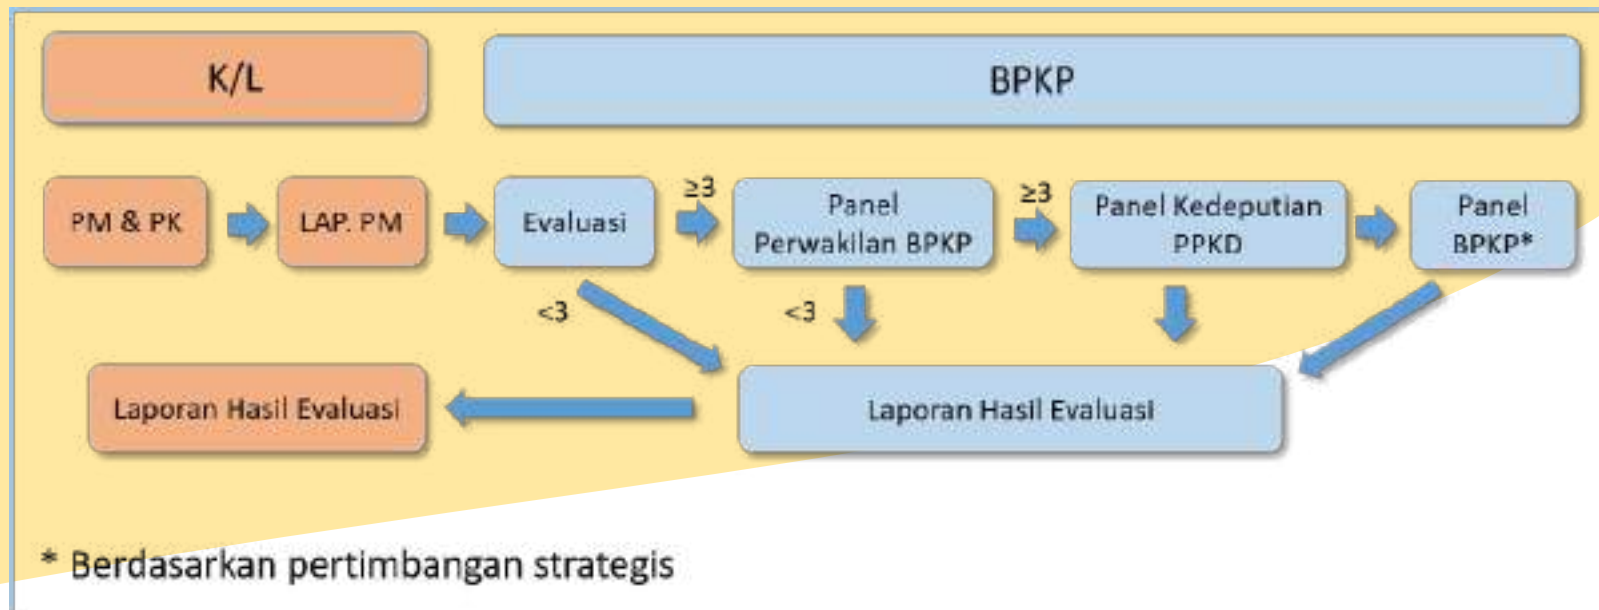 K/L
BPKP
PM & PK
LAP. PM
Evaluasi
≥3
Panel
Perwakilan BPKP
≥3
Panel Kedeputian
PPKD
Panel
BPKP*
<3
<3
Laporan Hasil Evaluasi
Laporan Hasil Evaluasi
* Berdasarkan pertimbangan strategis